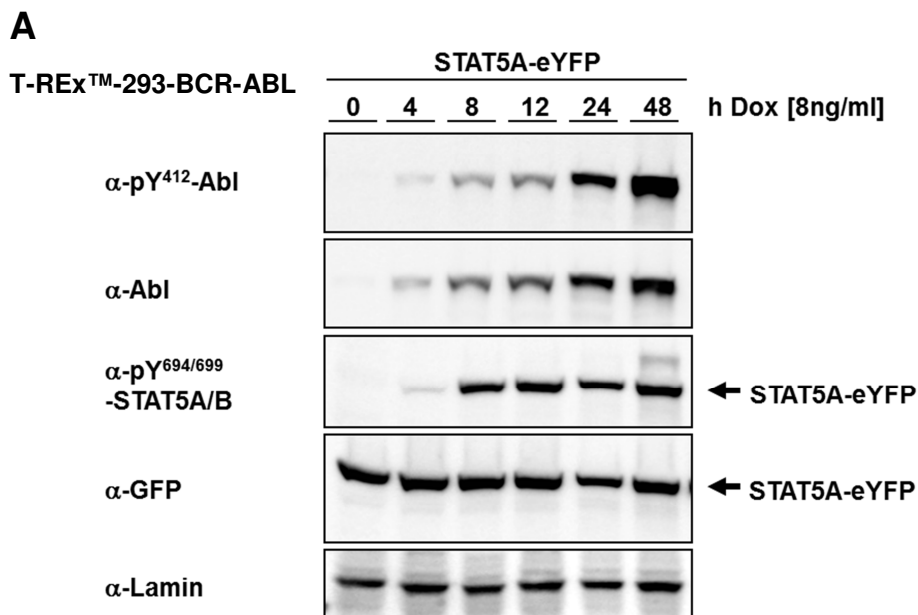 A
T-REx™-293-BCR-ABL
STAT5A-eYFP
0 4 8 12 24 48 h Dox [8ng/ml]
α-pY412-Abl
α-Abl
α-pY694/699
-STAT5A/B
STAT5A-eYFP
α-GFP
STAT5A-eYFP
α-Lamin